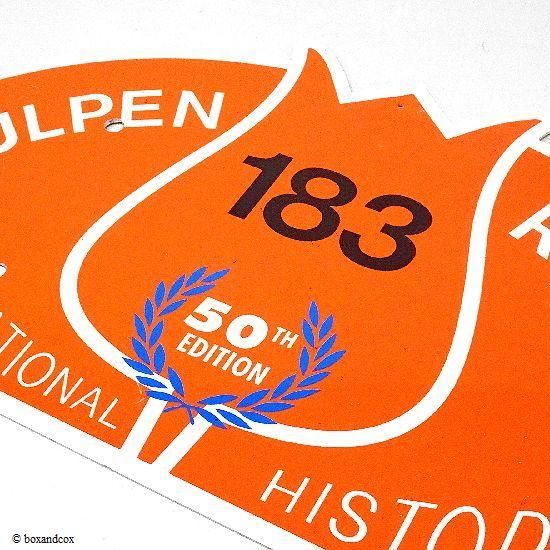 ULPEN
183
50TH
EDITION
ATIONAL
HISTO
© boxandcox